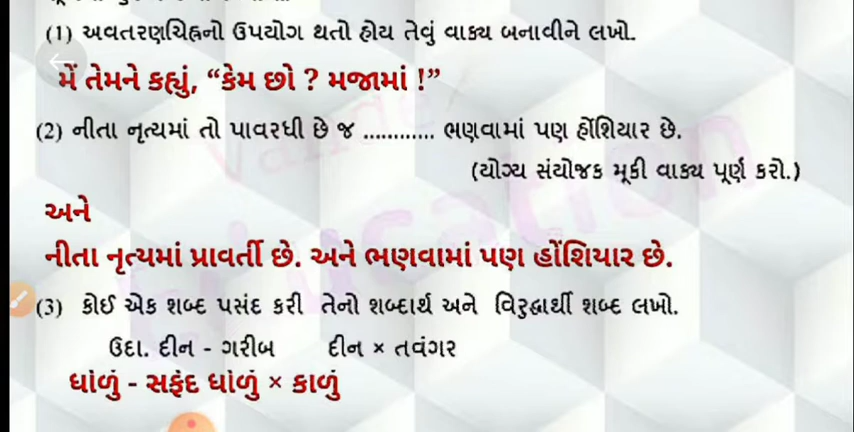 (1) અવતરણચિહ્નનો ઉપયોગ થતો હોય તેવું વાક્ય બનાવીને લખો.
મેં તેમને કહ્યું, “કેમ છો ? મજામાં !”
(2) નીતા નૃત્યમાં તો પાવરધી છે જ ............ ભણવામાં પણ હોંશિયાર છે.
(યોગ્ય સંયોજક મૂકી વાક્ય પૂર્ણ કરો.)
અને
નીતા નૃત્યમાં પ્રાવર્તી છે. અને ભણવામાં પણ હોંશિયાર છે.
(3) કોઈ એક શબ્દ પસંદ કરી તેનો શબ્દાર્થ અને વિરુદ્ધાર્થી શબ્દ લખો.
ઉદા. દીન - ગરીબ દીન × તવંગર
ધાંળું - સફંદ ધાંળું × કાળું